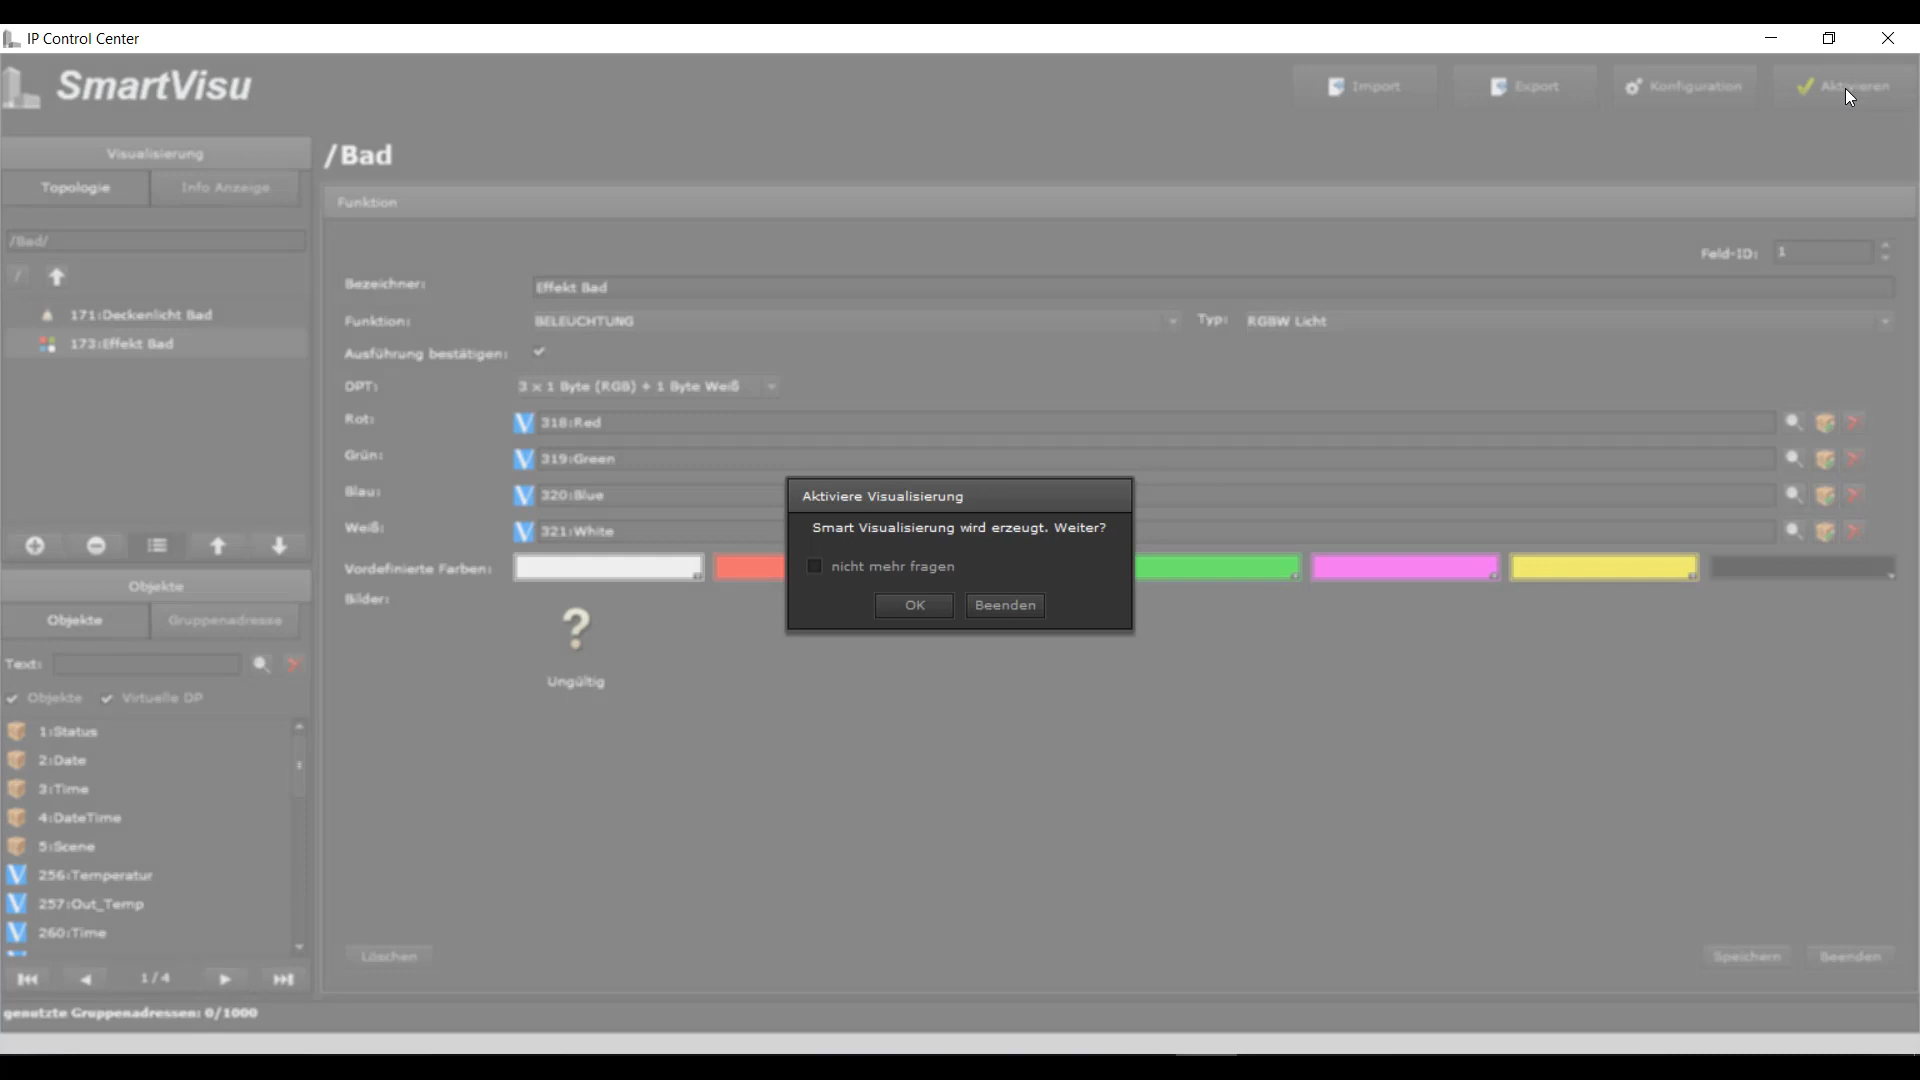 IP Control Center
SmartVisu
Import
Export
Konfiguration
Aktivieren
Visualisierung
Topologie
Info Anzeige
/Bad/
/
171:Deckenlicht Bad
173:Effekt Bad
Objekte
Objekte
Gruppenadresse
Text:
Objekte
Virtuelle DP
1:Status
2:Date
3:Time
4:DateTime
5:Scene
256:Temperatur
257:Out_Temp
260:Time
1/4
genutzte Gruppenadressen: 0/1000
/Bad
Funktion
Feld-ID: 1
Bezeichner: Effekt Bad
Funktion: BELEUCHTUNG Typ: RGBW Licht
Ausführung bestätigen:
DPT: 3 x 1 Byte (RGB) + 1 Byte Weiß
Rot: 318:Red
Grün: 319:Green
Blau: 320:Blue
Weiß: 321:White
Vordefinierte Farben:
Bilder:
?
Ungültig
Aktiviere Visualisierung
Smart Visualisierung wird erzeugt. Weiter?
nicht mehr fragen
OK
Beenden
Löschen
Speichern
Beenden